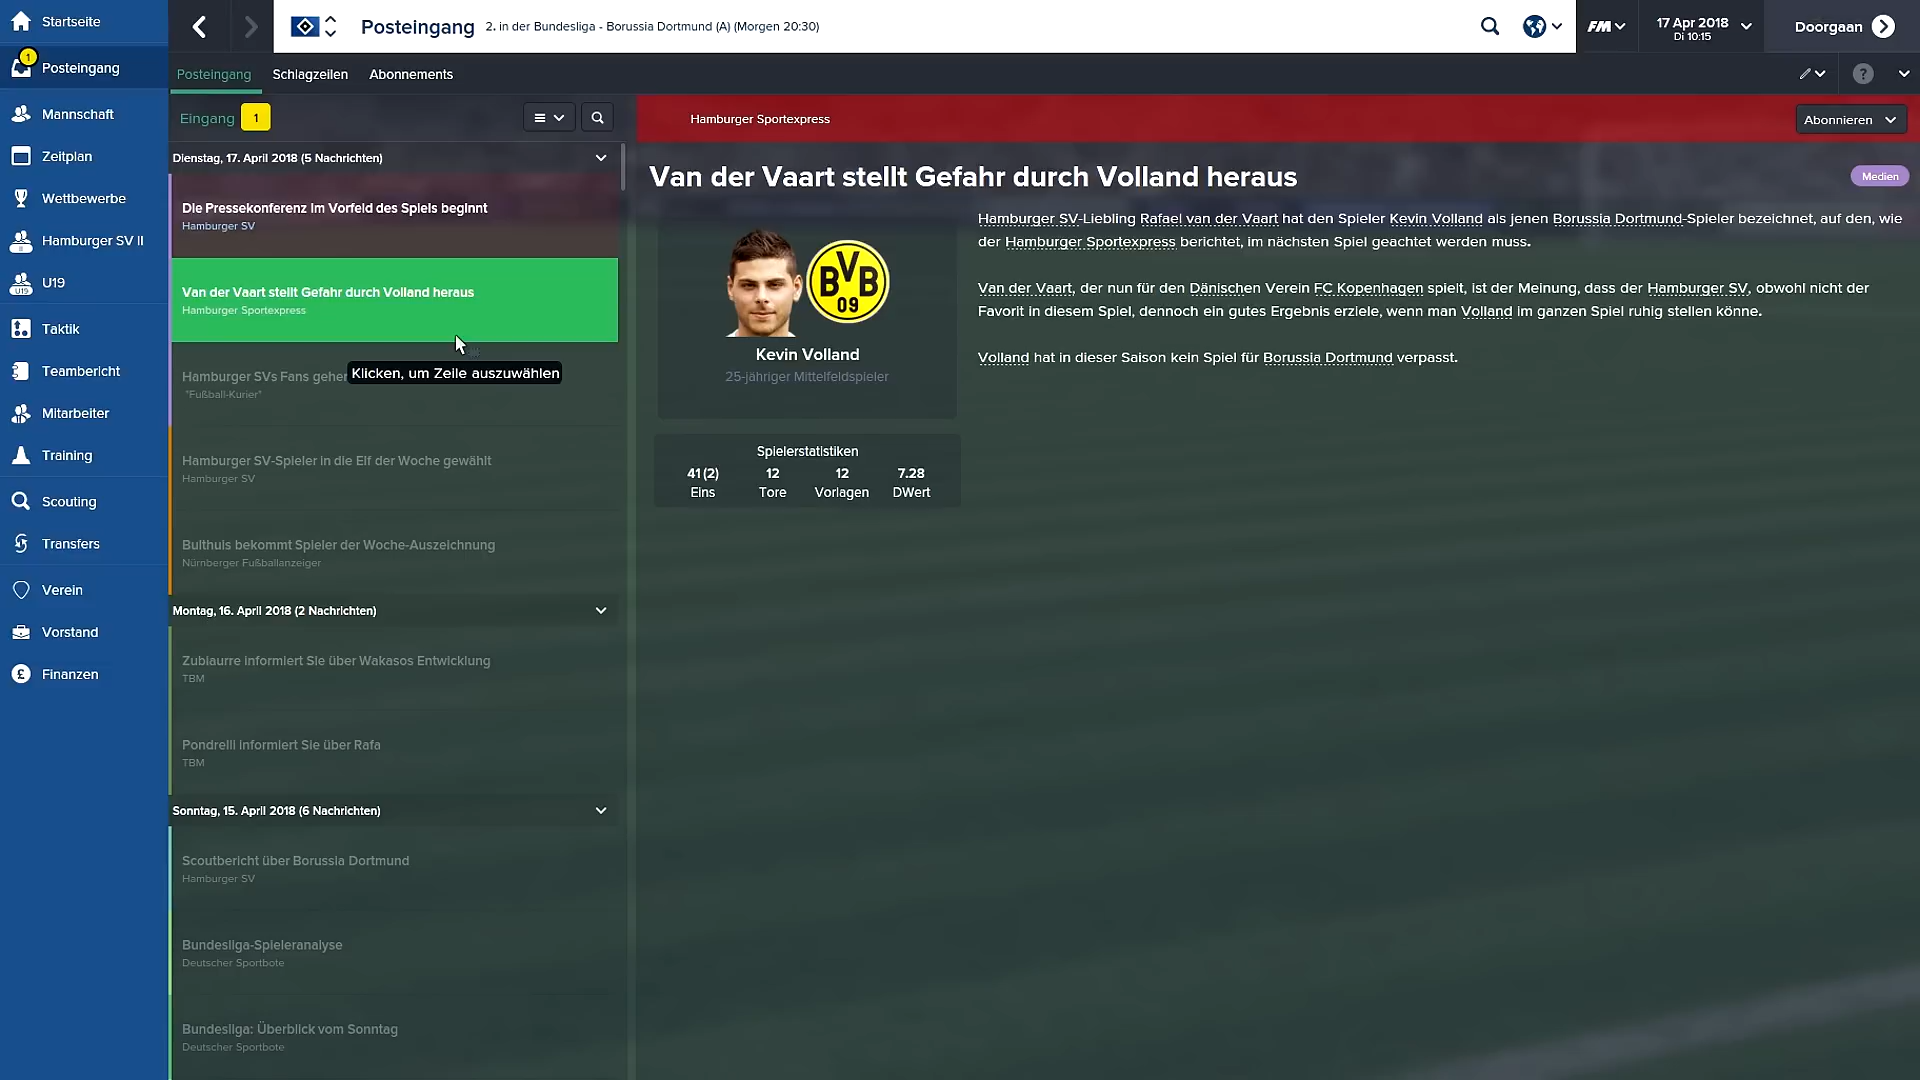 Startseite
1
Posteingang
Mannschaft
Zeitplan
Wettbewerbe
Hamburger SV II
U19
U19
Taktik
Teambericht
Mitarbeiter
Training
Scouting
Transfers
Verein
Vorstand
Finanzen
Posteingang 2. in der Bundesliga - Borussia Dortmund (A) (Morgen 20:30)
FM
17 Apr 2018
Di 10:15
Doorgaan
Posteingang Schlagzeilen Abonnements
?
Eingang 1
Dienstag, 17. April 2018 (5 Nachrichten)
Die Pressekonferenz im Vorfeld des Spiels beginnt
Hamburger SV
Van der Vaart stellt Gefahr durch Volland heraus
Hamburger Sportexpress
Hamburger SVs Fans gehen
"Fußball-Kurier"
Klicken, um Zeile auszuwählen
Hamburger SV-Spieler in die Elf der Woche gewählt
Hamburger SV
Bulthuis bekommt Spieler der Woche-Auszeichnung
Nürnberger Fußballanzeiger
Montag, 16. April 2018 (2 Nachrichten)
Zubiaurre informiert Sie über Wakasos Entwicklung
TBM
Pondrelli informiert Sie über Rafa
TBM
Sonntag, 15. April 2018 (6 Nachrichten)
Scoutbericht über Borussia Dortmund
Hamburger SV
Bundesliga-Spieleranalyse
Deutscher Sportbote
Bundesliga: Überblick vom Sonntag
Deutscher Sportbote
Hamburger Sportexpress
Abonnieren
Van der Vaart stellt Gefahr durch Volland heraus
Medien
BVB
09
Kevin Volland
25-jähriger Mittelfeldspieler
Spielerstatistiken
41 (2) 12 12 7.28
Eins Tore Vorlagen DWert
Hamburger SV-Liebling Rafael van der Vaart hat den Spieler Kevin Volland als jenen Borussia Dortmund-Spieler bezeichnet, auf den, wie
der Hamburger Sportexpress berichtet, im nächsten Spiel geachtet werden muss.
Van der Vaart, der nun für den Dänischen Verein FC Kopenhagen spielt, ist der Meinung, dass der Hamburger SV, obwohl nicht der
Favorit in diesem Spiel, dennoch ein gutes Ergebnis erziele, wenn man Volland im ganzen Spiel ruhig stellen könne.
Volland hat in dieser Saison kein Spiel für Borussia Dortmund verpasst.